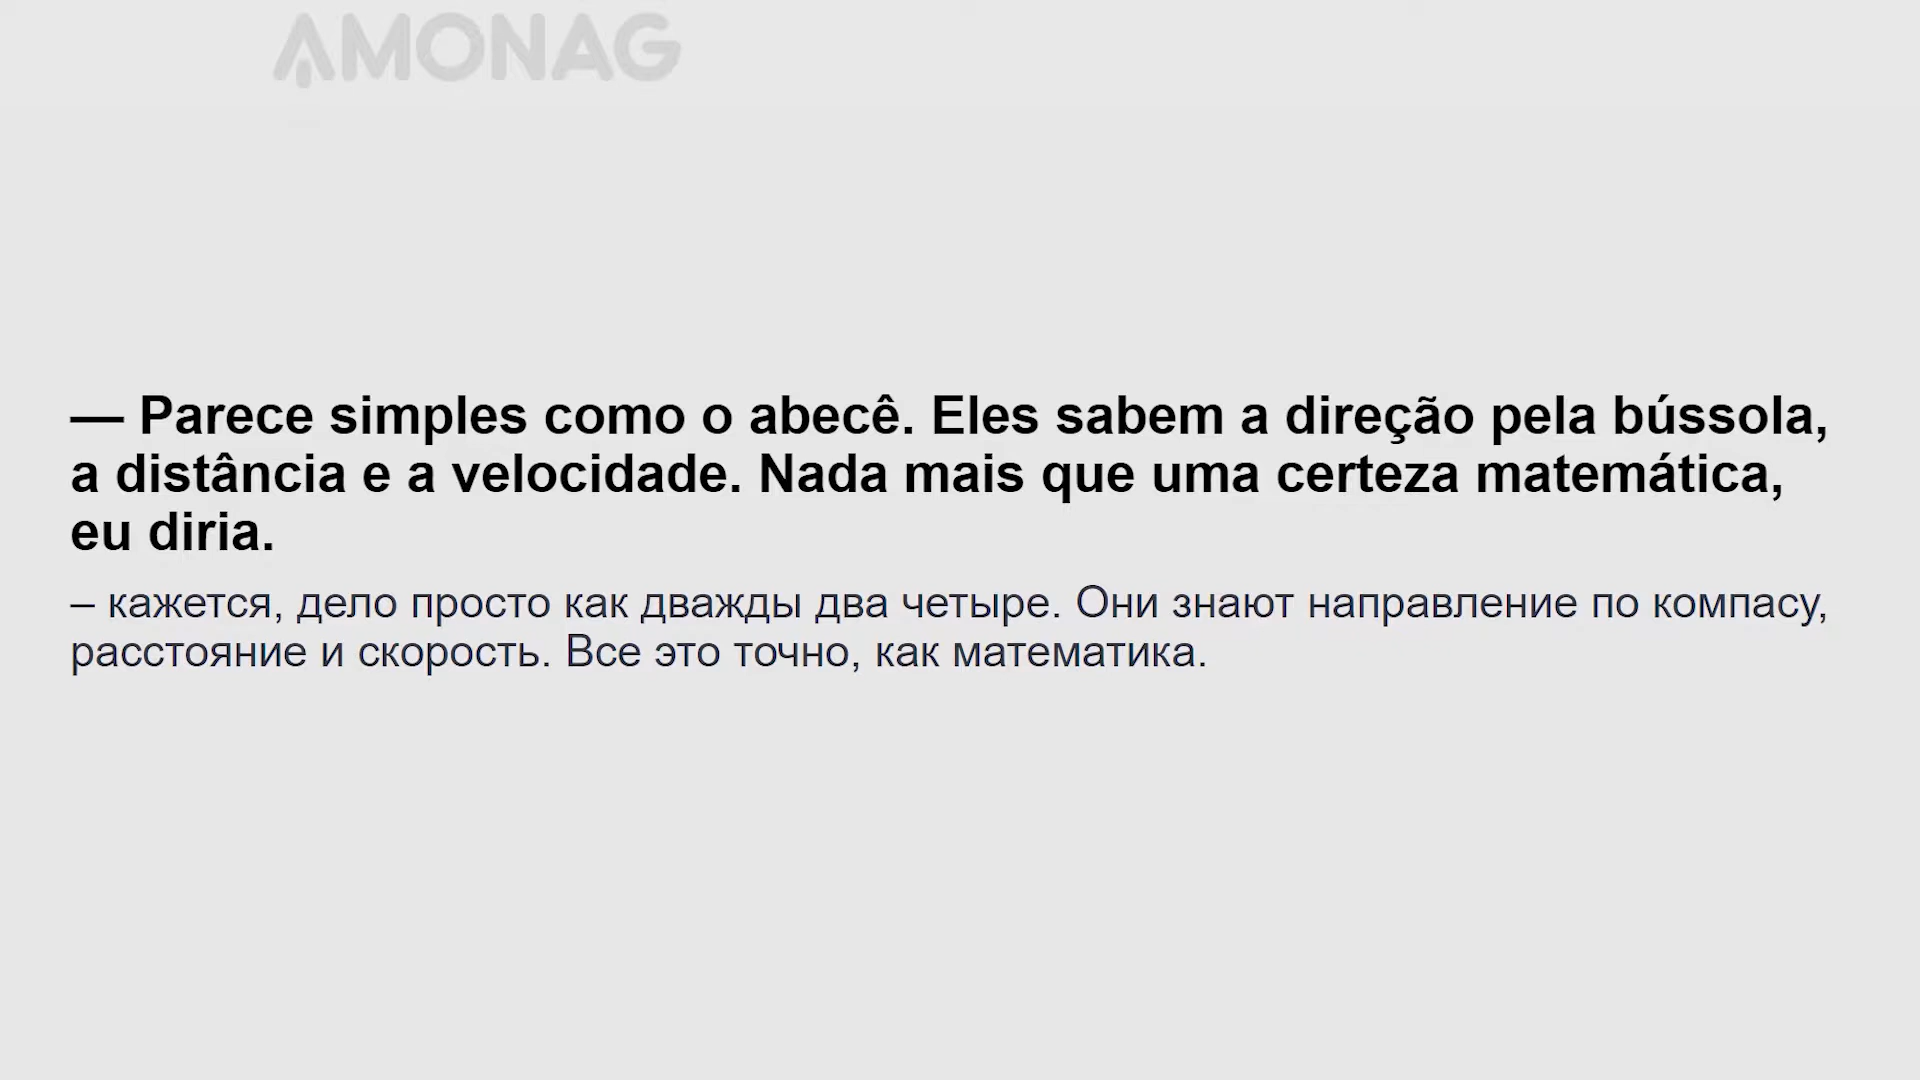 AMONAG
— Parece simples como o abecê. Eles sabem a direção pela bússola,
a distância e a velocidade. Nada mais que uma certeza matemática,
eu diria.
– кажется, дело просто как дважды два четыре. Они знают направление по компасу,
расстояние и скорость. Все это точно, как математика.